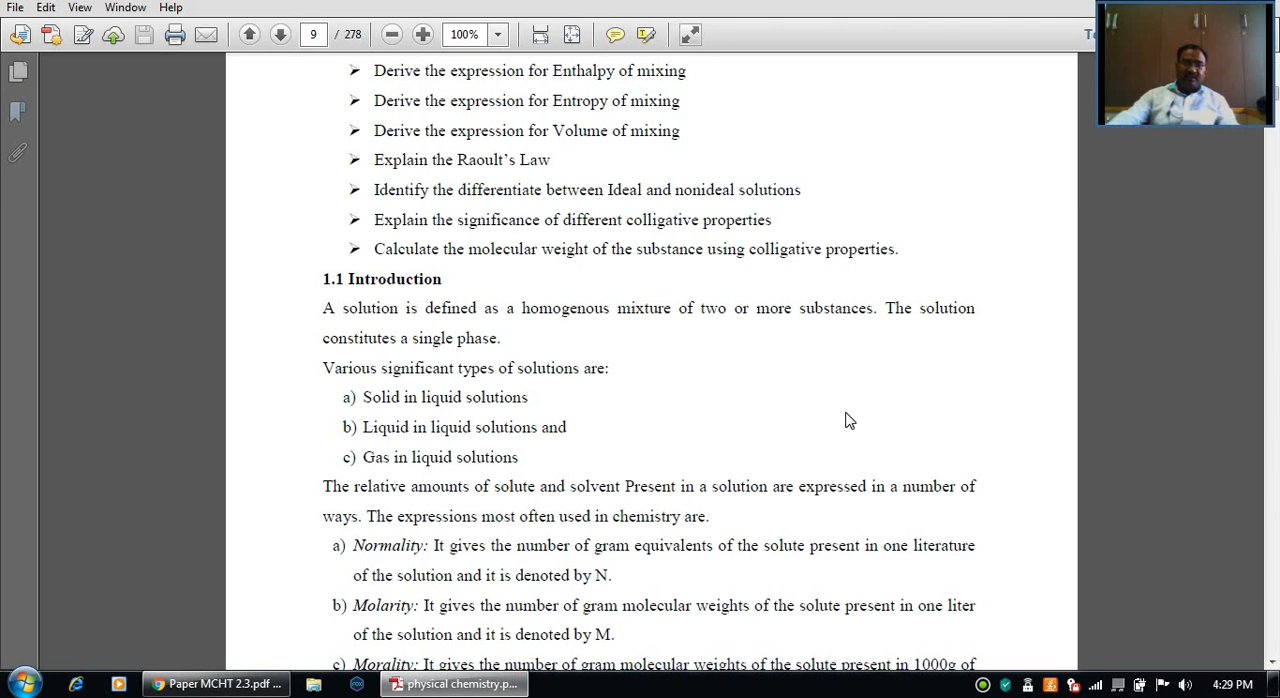 File Edit View Window Help
9 / 278 100%
➤ Derive the expression for Enthalpy of mixing
➤ Derive the expression for Entropy of mixing
➤ Derive the expression for Volume of mixing
➤ Explain the Raoult's Law
➤ Identify the differentiate between Ideal and nonideal solutions
➤ Explain the significance of different colligative properties
➤ Calculate the molecular weight of the substance using colligative properties.
1.1 Introduction
A solution is defined as a homogenous mixture of two or more substances. The solution
constitutes a single phase.
Various significant types of solutions are:
a) Solid in liquid solutions
b) Liquid in liquid solutions and
c) Gas in liquid solutions
The relative amounts of solute and solvent Present in a solution are expressed in a number of
ways. The expressions most often used in chemistry are.
a) Normality: It gives the number of gram equivalents of the solute present in one literature
of the solution and it is denoted by N.
b) Molarity: It gives the number of gram molecular weights of the solute present in one liter
of the solution and it is denoted by M.
c) Morality: It gives the number of gram molecular weights of the solute present in 1000g of
Paper MCHT 2.3.pdf ... physical chemistry.p... 4:29 PM